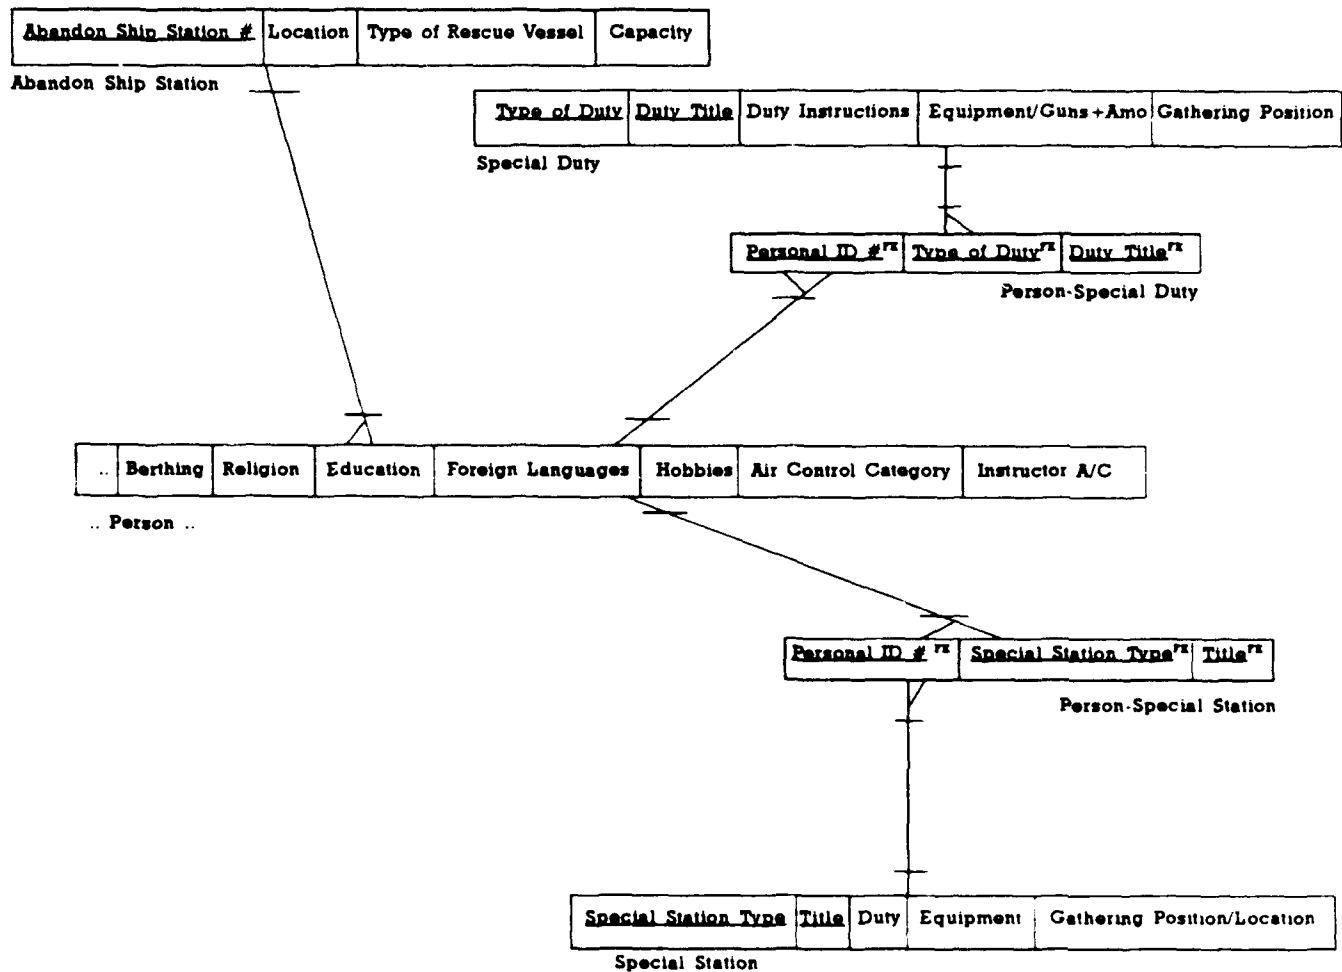 Abandon Ship Station # Location Type of Rescue Vessel Capacity
Abandon Ship Station
Type of Duty Duty Title Duty Instructions Equipment/Guns+Amo Gathering Position
Special Duty
Personal ID #FK Type of DutyFK Duty TitleFK
Person-Special Duty
.. Berthing Religion Education Foreign Languages Hobbies Air Control Category Instructor A/C
.. Person ..
Personal ID # FK Special Station TypeFK TitleFK
Person-Special Station
Special Station Type Title Duty Equipment Gathering Position/Location
Special Station